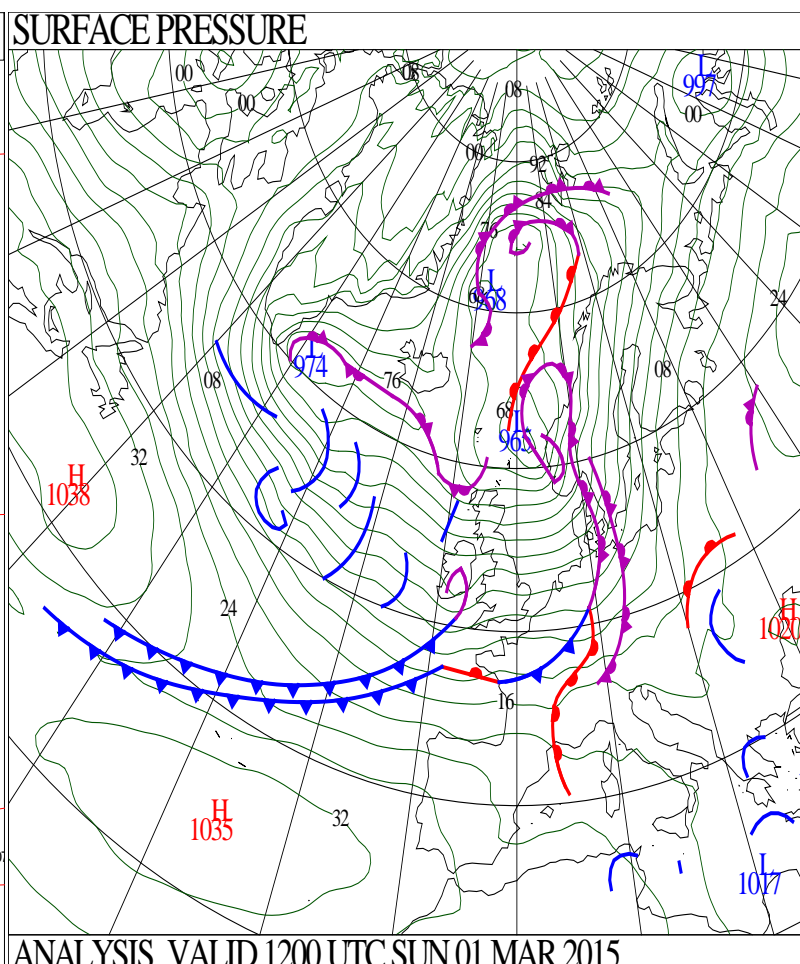 SURFACE PRESSURE
L
997
00
08
00
08
00
00
92
84
76
L
968
24
L
974
76
08
08
68
L
965
32
H
1038
24
H
1020
16
H
1035
32
L
1017
ANALYSIS VALID 1200 UTC SUN 01 MAR 2015